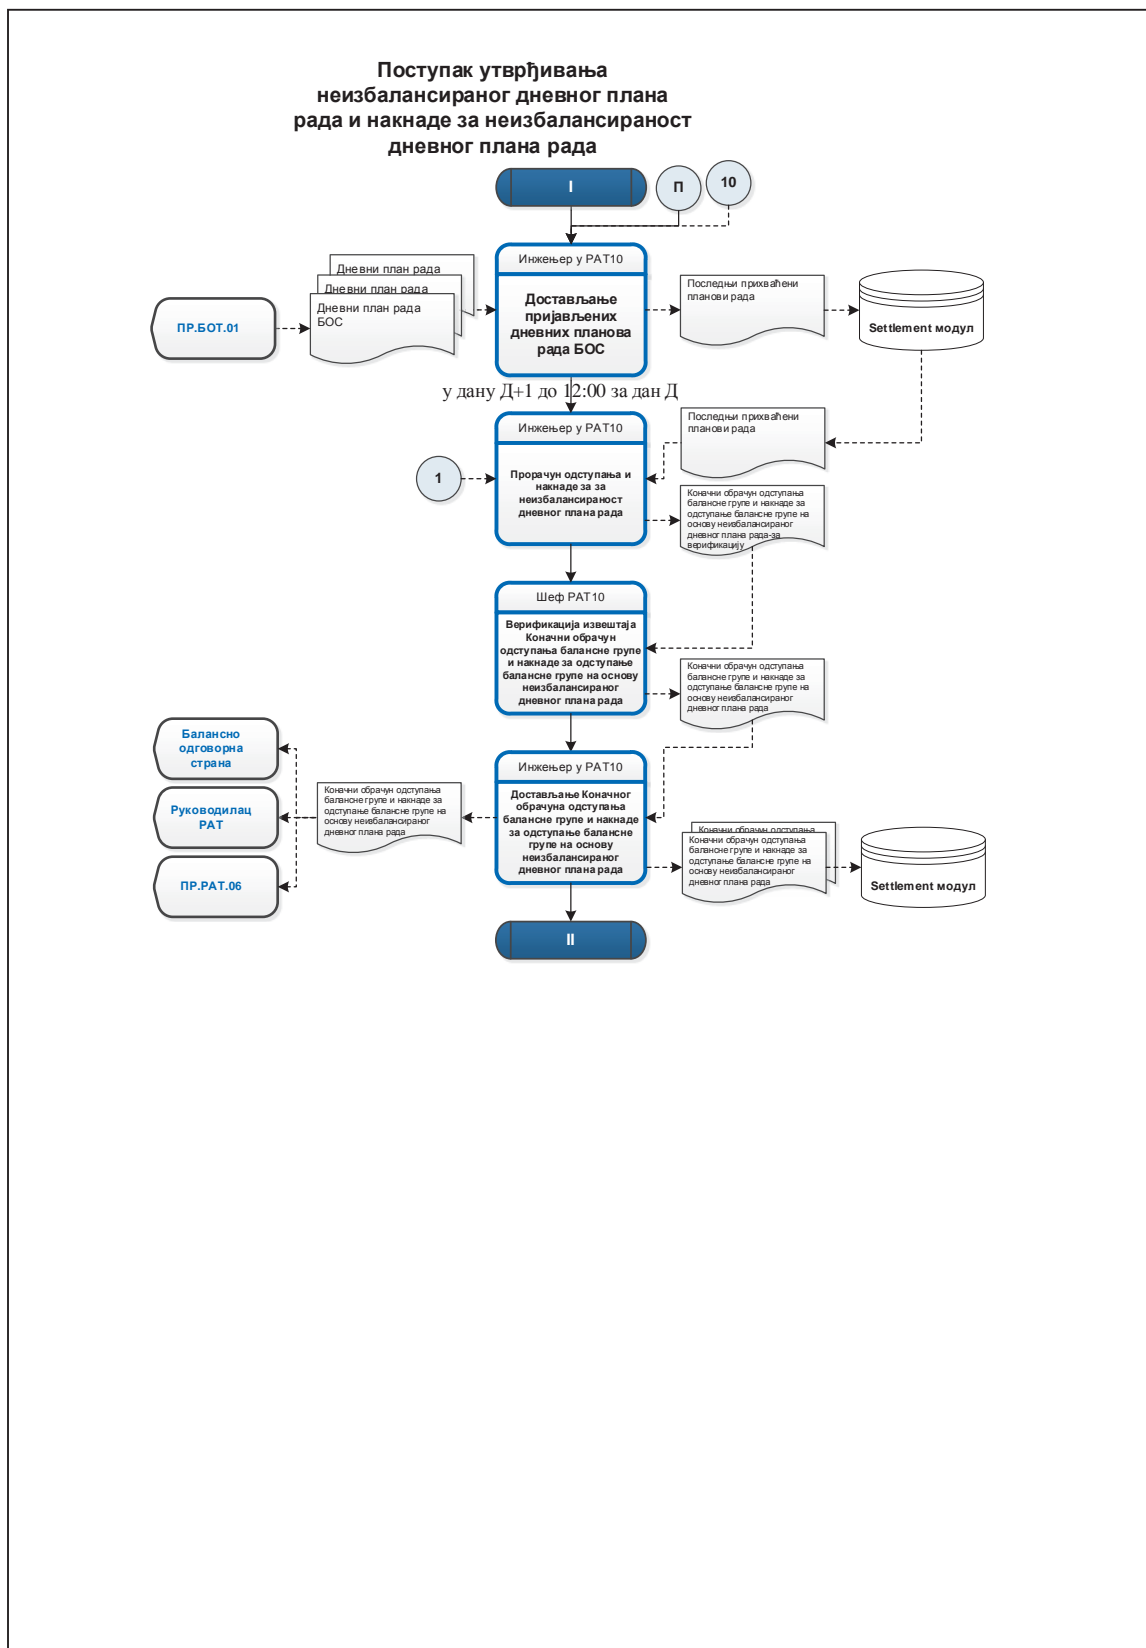 Поступак утврђивања
неизбалансираног дневног плана
рада и накнаде за неизбалансираност
дневног плана рада
I
П
10
Инжењер у РАТ10
Достављање
пријављених
дневних планова
рада БОС
Дневни план рада
Дневни план рада
Дневни план рада
БОС
ПР.БОТ.01
Последњи прихваћени
планови рада
Settlement модул
у дану Д+1 до 12:00 за дан Д
Инжењер у РАТ10
Прорачун одступања и
накнаде за за
неизбалансираност
дневног плана рада
1
Последњи прихваћени
планови рада
Коначни обрачун одступања
балансне групе и накнаде за
одступање балансне групе на
основу неизбалансираног
дневног плана рада-за
верификацију
Шеф РАТ10
Верификација извештаја
Коначни обрачун
одступања балансне групе
и накнаде за одступање
балансне групе на основу
неизбалансираног
дневног плана рада
Коначни обрачун одступања
балансне групе и накнаде за
одступање балансне групе на
основу неизбалансираног
дневног плана рада
Балансно
одговорна
страна
Руководилац
РАТ
ПР.РАТ.06
Коначни обрачун одступања
балансне групе и накнаде за
одступање балансне групе на
основу неизбалансираног
дневног плана рада
Инжењер у РАТ10
Достављање Коначног
обрачуна одступања
балансне групе и накнаде
за одступање балансне
групе на основу
неизбалансираног
дневног плана рада
Коначни обрачун одступања
Коначни обрачун одступања
балансне групе и накнаде за
одступање балансне групе на
основу неизбалансираног
дневног плана рада
Settlement модул
II